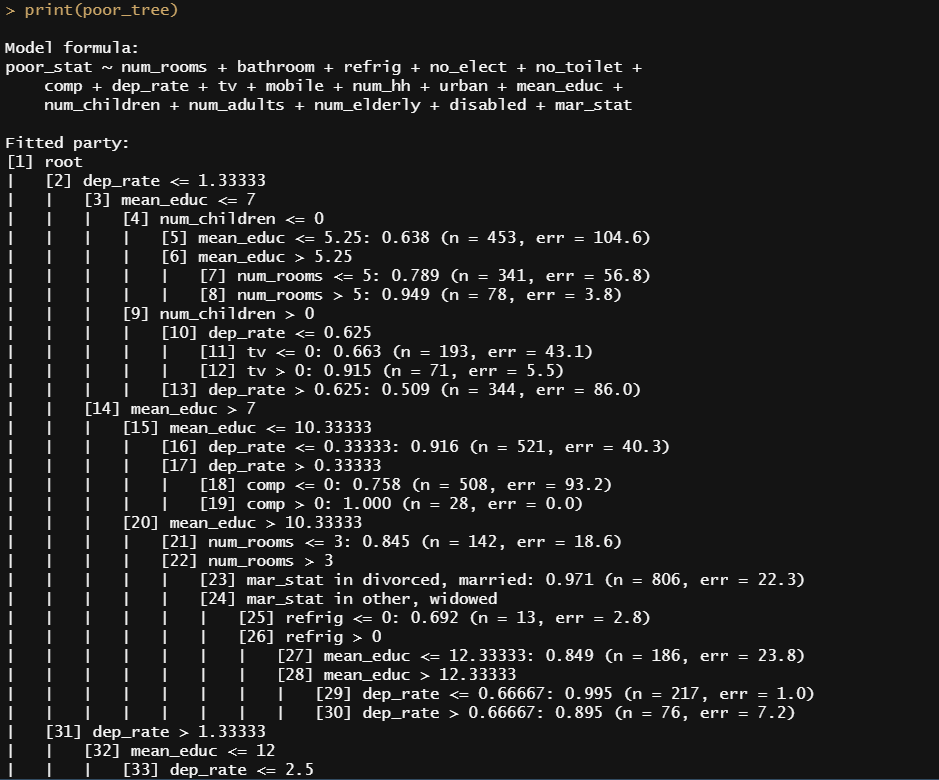 > print(poor_tree)

Model formula:
poor_stat ~ num_rooms + bathroom + refrig + no_elect + no_toilet +
    comp + dep_rate + tv + mobile + num_hh + urban + mean_educ +
    num_children + num_adults + num_elderly + disabled + mar_stat

Fitted party:
[1] root
|   [2] dep_rate <= 1.33333
|   |   [3] mean_educ <= 7
|   |   |   [4] num_children <= 0
|   |   |   |   [5] mean_educ <= 5.25: 0.638 (n = 453, err = 104.6)
|   |   |   |   [6] mean_educ > 5.25
|   |   |   |   |   [7] num_rooms <= 5: 0.789 (n = 341, err = 56.8)
|   |   |   |   |   [8] num_rooms > 5: 0.949 (n = 78, err = 3.8)
|   |   |   [9] num_children > 0
|   |   |   |   [10] dep_rate <= 0.625
|   |   |   |   |   [11] tv <= 0: 0.663 (n = 193, err = 43.1)
|   |   |   |   |   [12] tv > 0: 0.915 (n = 71, err = 5.5)
|   |   |   |   [13] dep_rate > 0.625: 0.509 (n = 344, err = 86.0)
|   |   [14] mean_educ > 7
|   |   |   [15] mean_educ <= 10.33333
|   |   |   |   [16] dep_rate <= 0.33333: 0.916 (n = 521, err = 40.3)
|   |   |   |   [17] dep_rate > 0.33333
|   |   |   |   |   [18] comp <= 0: 0.758 (n = 508, err = 93.2)
|   |   |   |   |   [19] comp > 0: 1.000 (n = 28, err = 0.0)
|   |   |   [20] mean_educ > 10.33333
|   |   |   |   [21] num_rooms <= 3: 0.845 (n = 142, err = 18.6)
|   |   |   |   [22] num_rooms > 3
|   |   |   |   |   [23] mar_stat in divorced, married: 0.971 (n = 806, err = 22.3)
|   |   |   |   |   [24] mar_stat in other, widowed
|   |   |   |   |   |   [25] refrig <= 0: 0.692 (n = 13, err = 2.8)
|   |   |   |   |   |   [26] refrig > 0
|   |   |   |   |   |   |   [27] mean_educ <= 12.33333: 0.849 (n = 186, err = 23.8)
|   |   |   |   |   |   |   [28] mean_educ > 12.33333
|   |   |   |   |   |   |   |   [29] dep_rate <= 0.66667: 0.995 (n = 217, err = 1.0)
|   |   |   |   |   |   |   |   [30] dep_rate > 0.66667: 0.895 (n = 76, err = 7.2)
|   [31] dep_rate > 1.33333
|   |   [32] mean_educ <= 12
|   |   |   [33] dep_rate <= 2.5